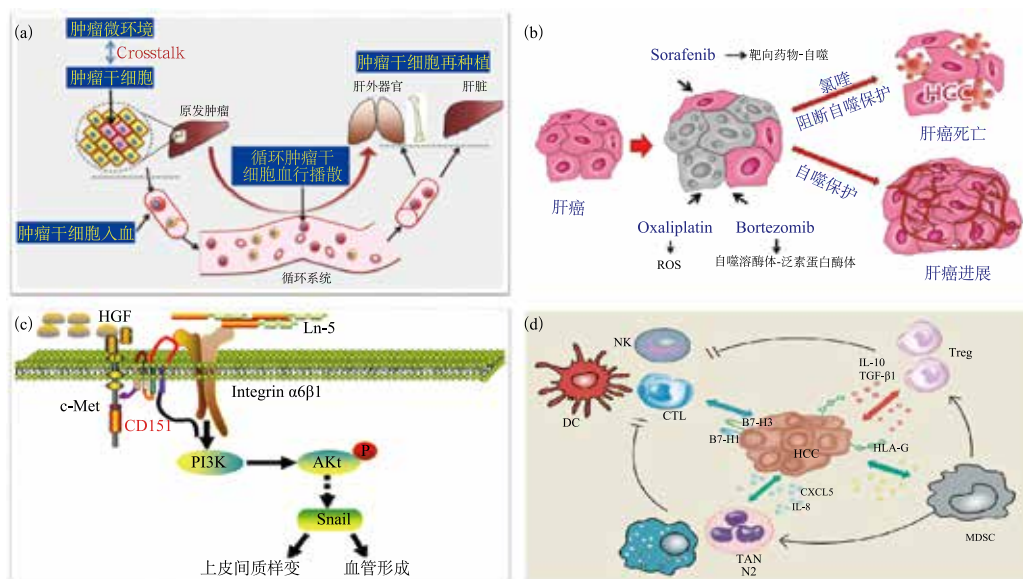 (a)
肿瘤微环境
Crosstalk
肿瘤干细胞
原发肿瘤
肿瘤干细胞再种植
肝外器官
肝脏
循环肿瘤干
细胞血行播散
肿瘤干细胞入血
循环系统
(b)
Sorafenib
靶向药物-自噬
氯喹
阻断自噬保护
HCC
肝癌死亡
肝癌
自噬保护
Oxaliplatin
Bortezomib
ROS
自噬溶酶体-泛素蛋白酶体
肝癌进展
(c)
HGF
Ln-5
Integrin α6β1
c-Met
CD151
PI3K
AKt
P
Snail
上皮间质样变
血管形成
(d)
NK
Treg
IL-10
TGF-β1
DC
CTL
B7-H3
B7-H1
HCC
HLA-G
CXCL5
IL-8
MDSC
TAN
N2